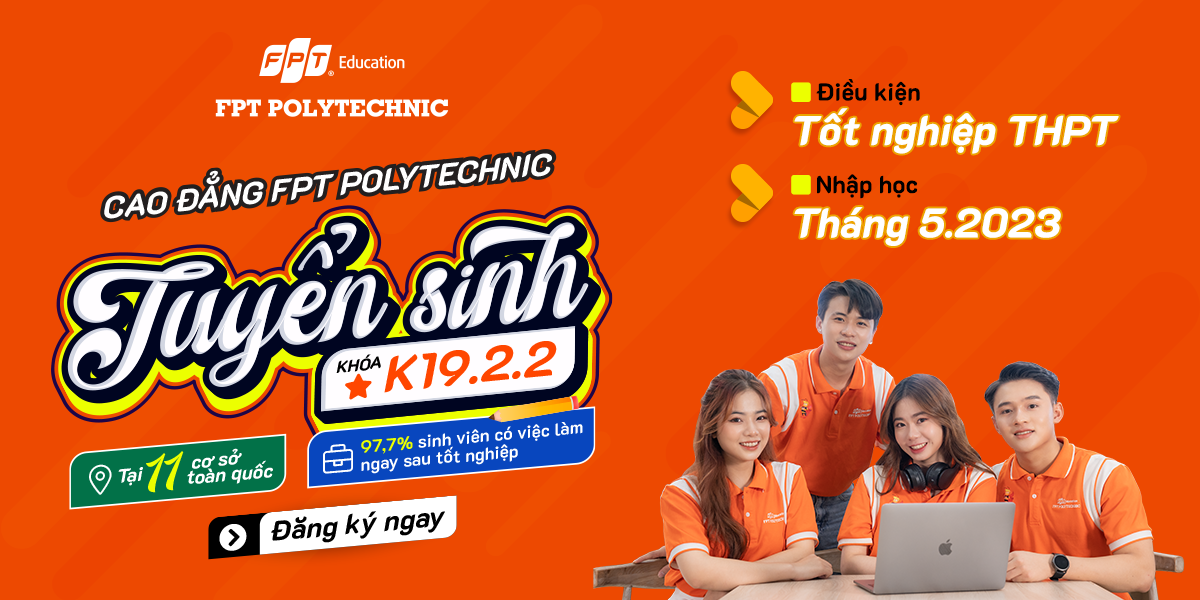 FPT Education
FPT POLYTECHNIC
CAO ĐẲNG FPT POLYTECHNIC
Tuyển sinh
KHÓA K19.2.2
Tại 11 cơ sở
toàn quốc
97,7% sinh viên có việc làm
ngay sau tốt nghiệp
Đăng ký ngay
Điều kiện
Tốt nghiệp THPT
Nhập học
Tháng 5.2023